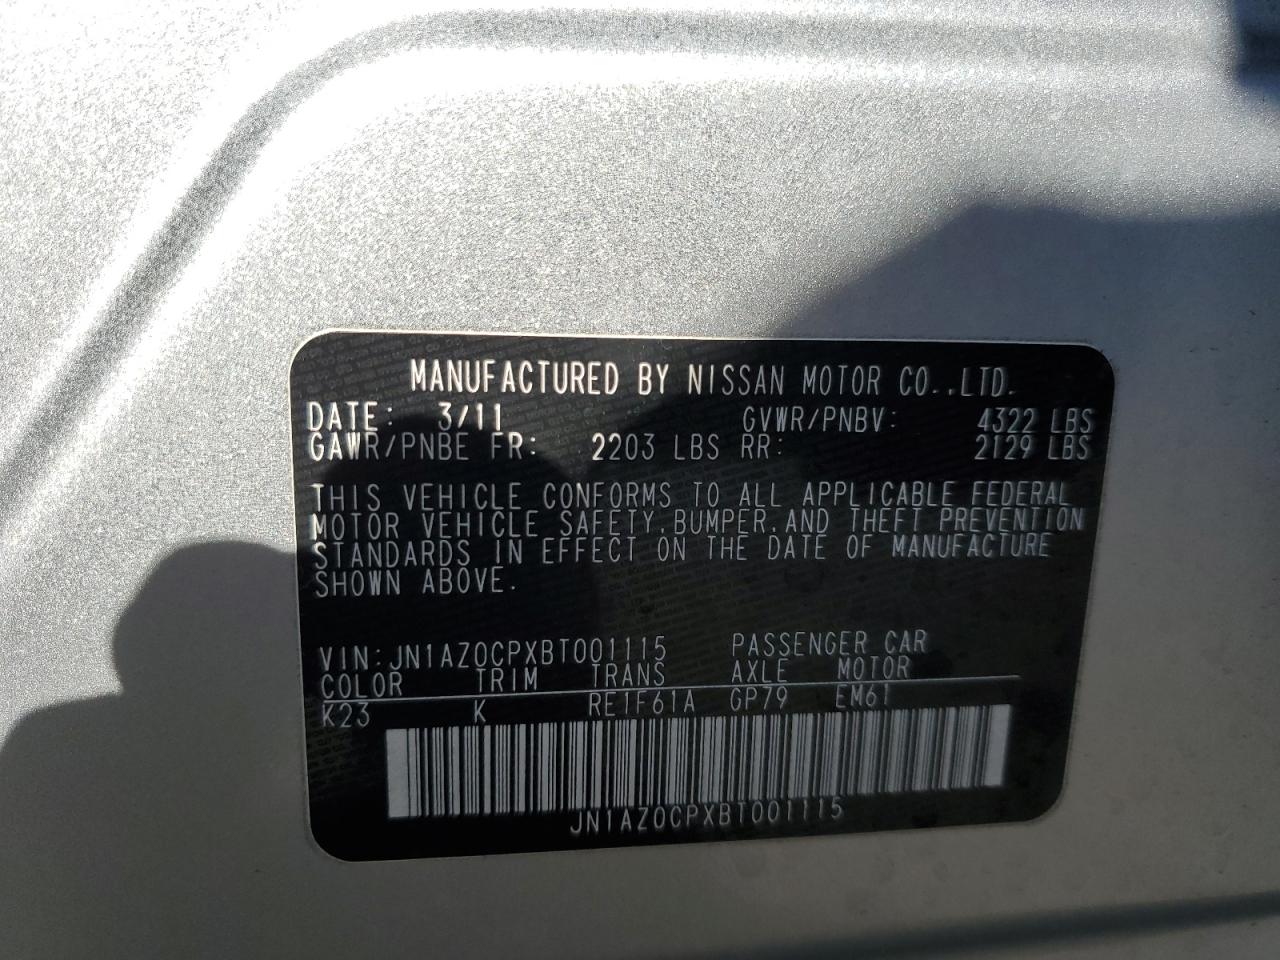 MANUFACTURED BY NISSAN MOTOR CO.,LTD.
DATE: 3/11 GVWR/PNBV: 4322 LBS
GAWR/PNBE FR: 2203 LBS RR: 2129 LBS
THIS VEHICLE CONFORMS TO ALL APPLICABLE FEDERAL
MOTOR VEHICLE SAFETY,BUMPER,AND THEFT PREVENTION
STANDARDS IN EFFECT ON THE DATE OF MANUFACTURE
SHOWN ABOVE.
VIN:JN1AZ0CPXBT001115 PASSENGER CAR
COLOR TRIM TRANS AXLE MOTOR
K23 K RE1F61A GP79 EM61
JN1AZ0CPXBT001115